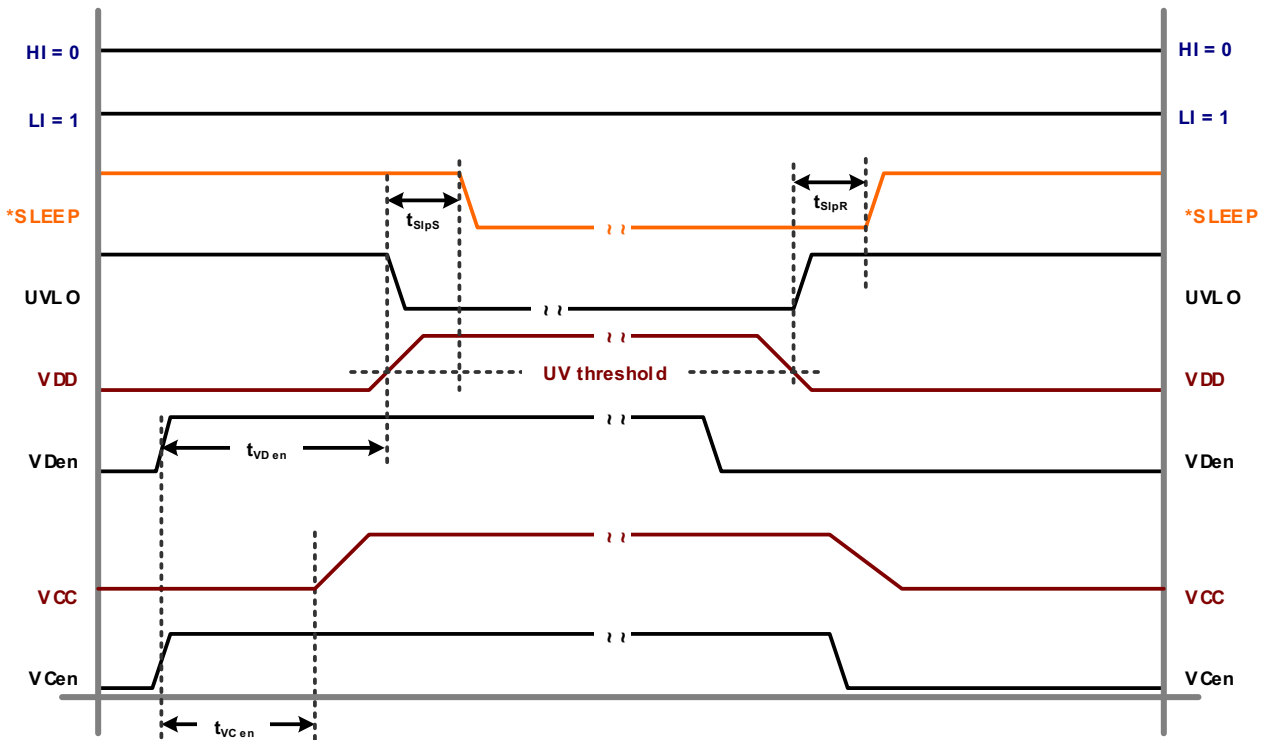 HI = 0
HI = 0
LI = 1
LI = 1
*SLEEP
tSlpS
tSlpR
*SLEEP
UVLO
UVLO
VDD
UV threshold
VDD
VDen
tVDen
VDen
VCC
VCC
VCen
VCen
tVCen